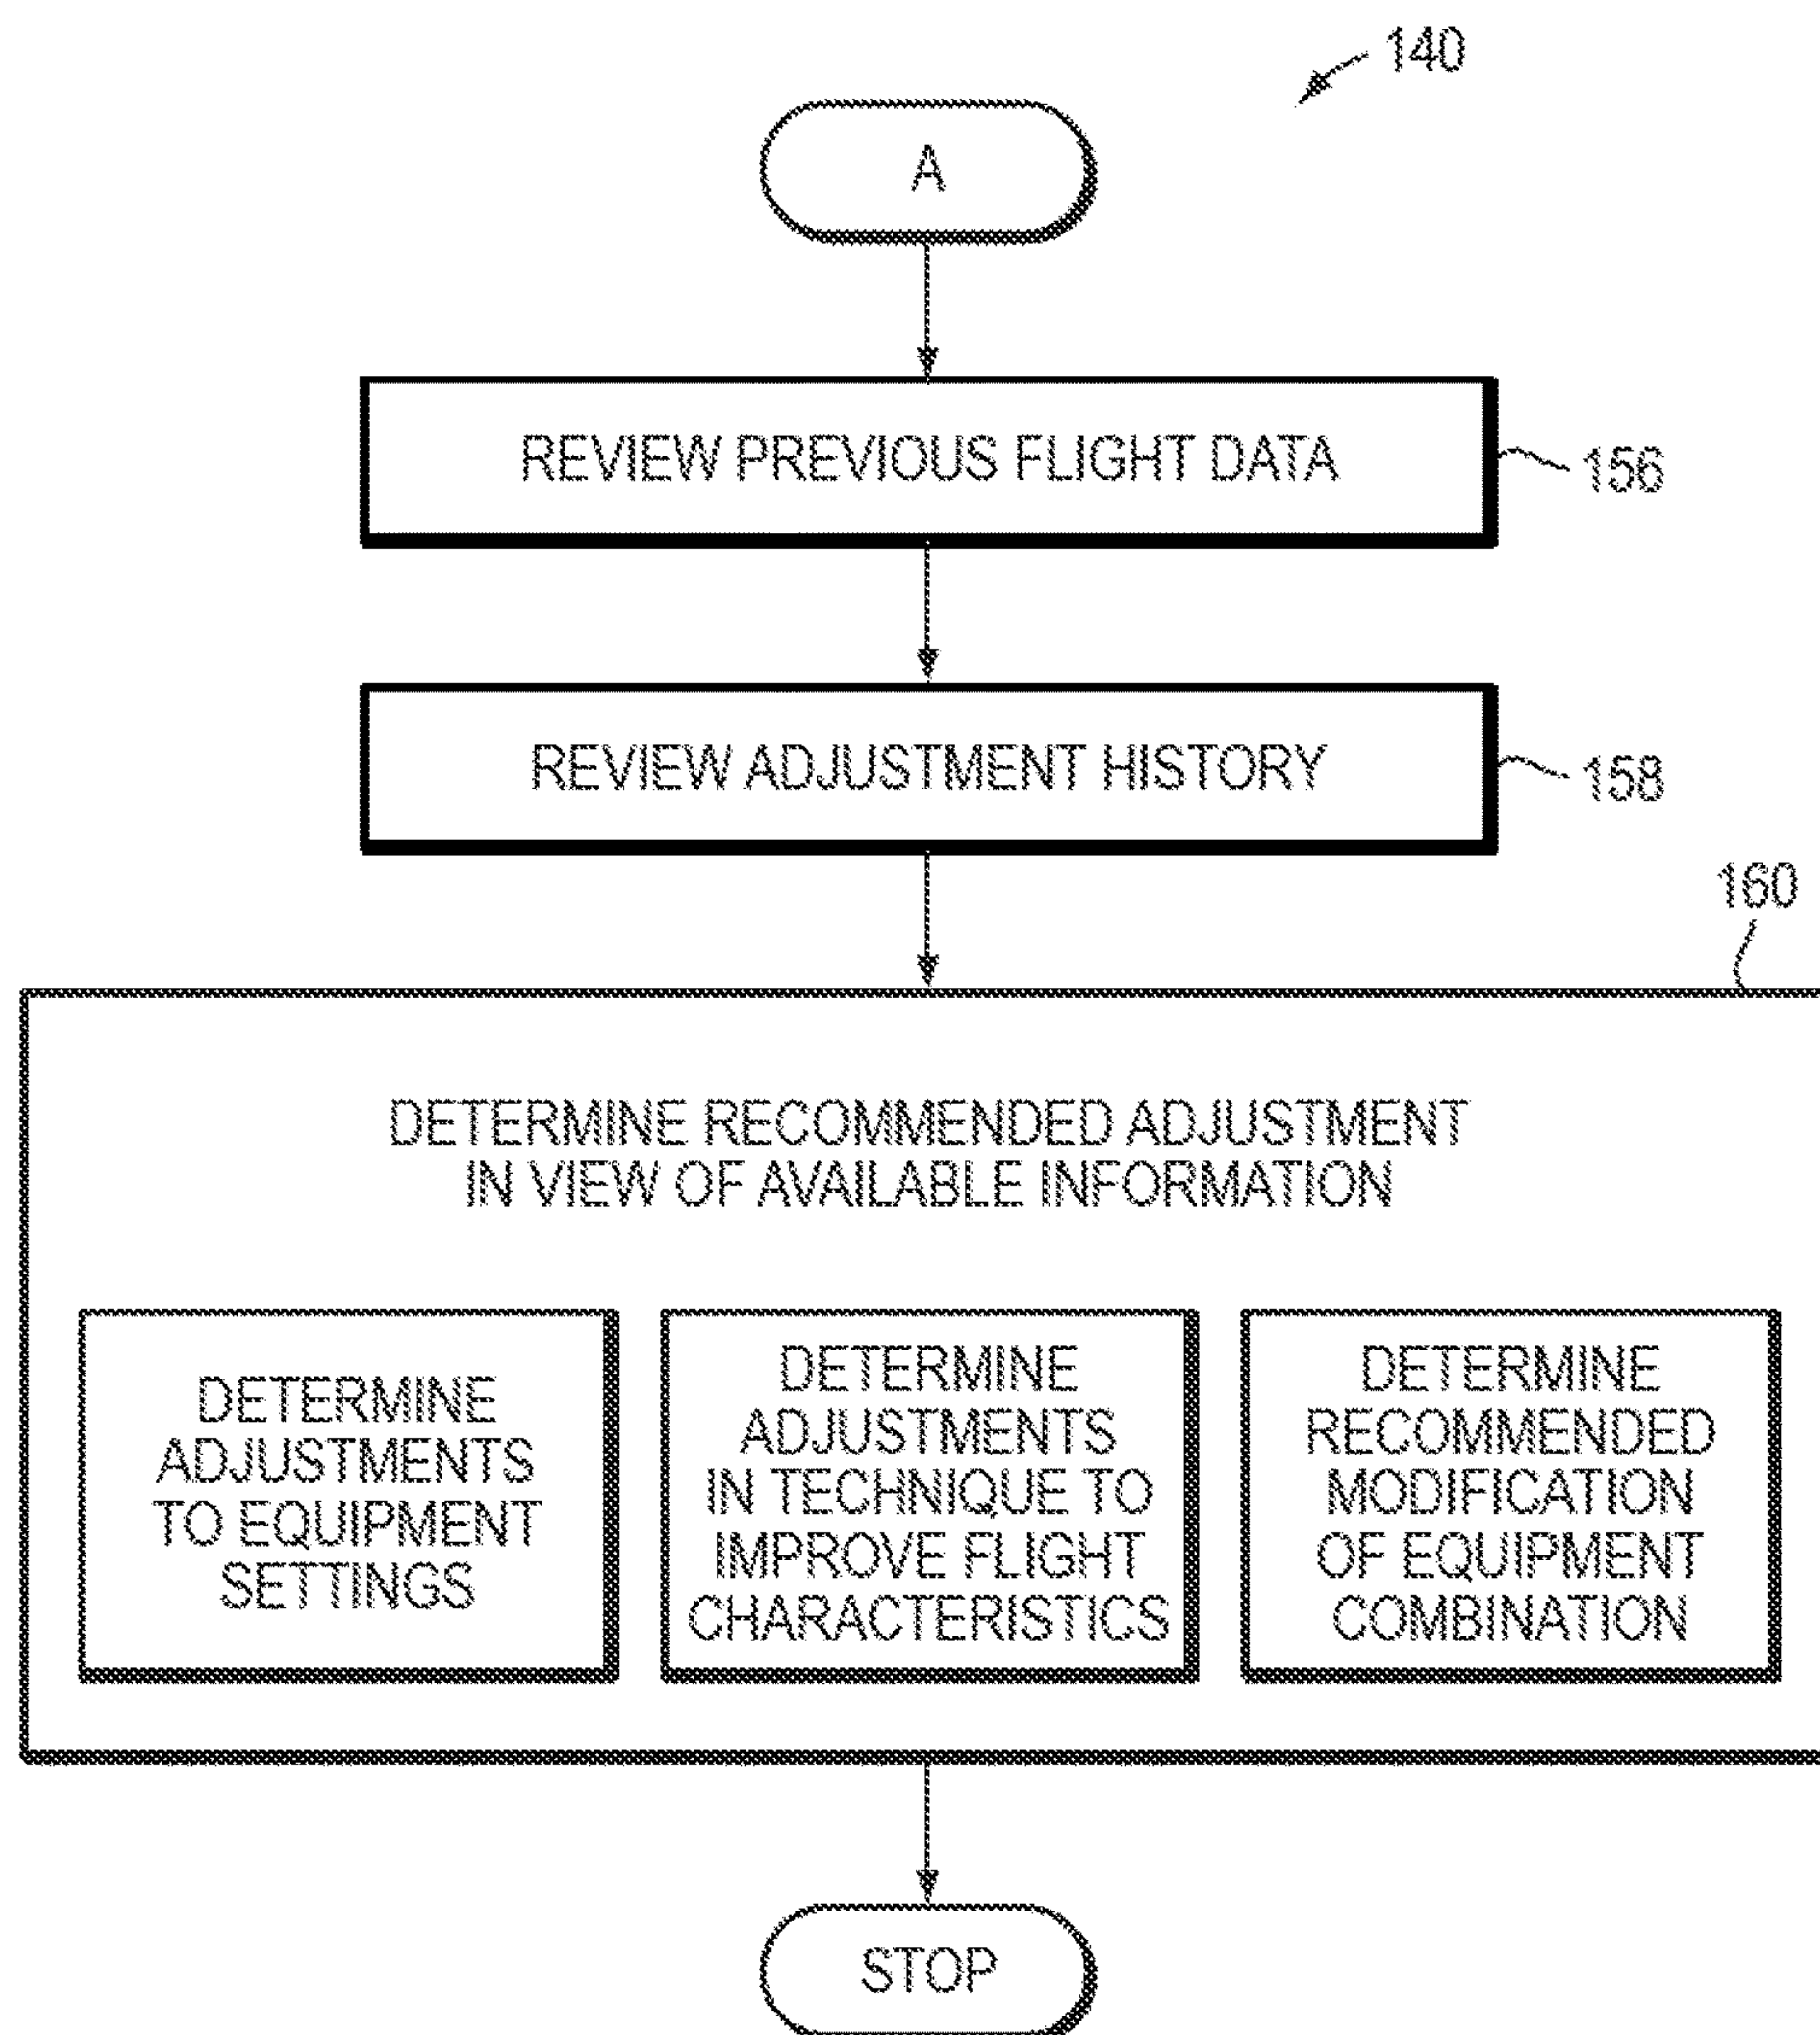 140
A
REVIEW PREVIOUS FLIGHT DATA
156
REVIEW ADJUSTMENT HISTORY
158
160
DETERMINE RECOMMENDED ADJUSTMENT
IN VIEW OF AVAILABLE INFORMATION
DETERMINE
ADJUSTMENTS
TO EQUIPMENT
SETTINGS
DETERMINE
ADJUSTMENTS
IN TECHNIQUE TO
IMPROVE FLIGHT
CHARACTERISTICS
DETERMINE
RECOMMENDED
MODIFICATION
OF EQUIPMENT
COMBINATION
STOP